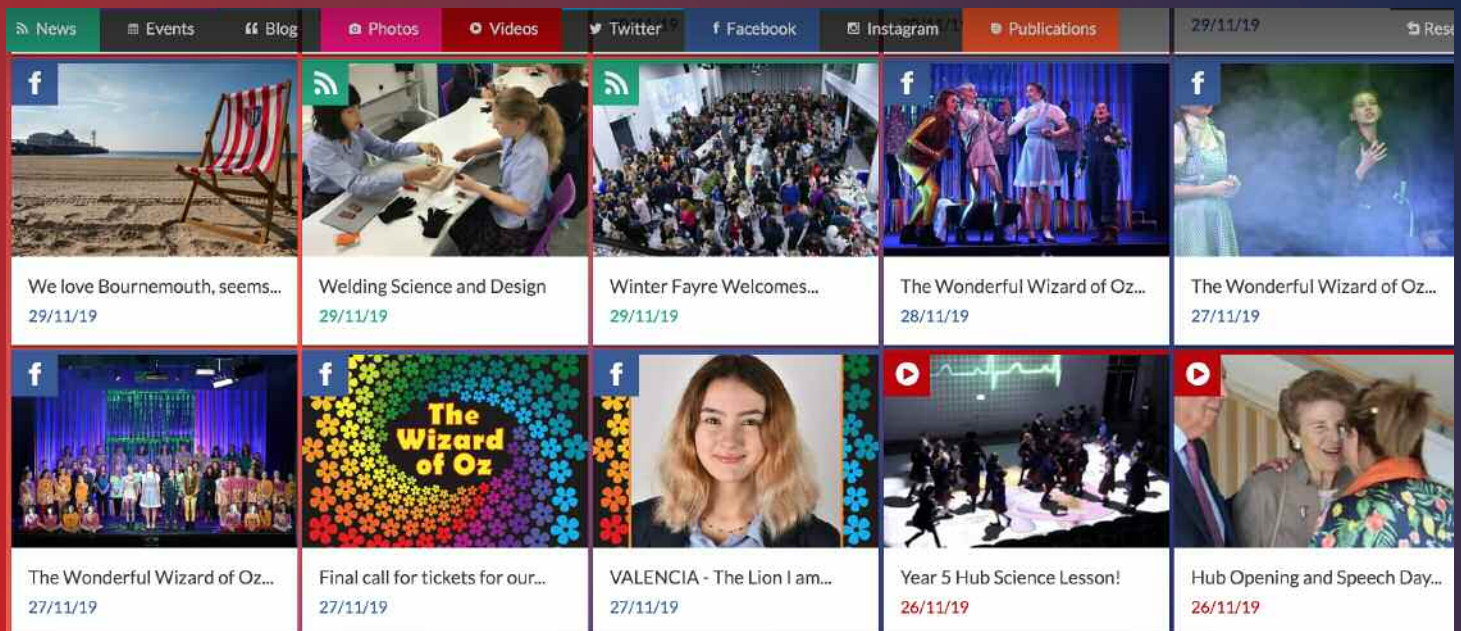 News Events Blog Photos Videos Twitter Facebook Instagram Publications 29/11/19
We love Bournemouth, seems... Welding Science and Design Winter Fayre Welcomes... The Wonderful Wizard of Oz... The Wonderful Wizard of Oz...
29/11/19 29/11/19 29/11/19 28/11/19 27/11/19
The
Wizard
of Oz
The Wonderful Wizard of Oz... Final call for tickets for our... VALENCIA - The Lion I am... Year 5 Hub Science Lesson! Hub Opening and Speech Day...
27/11/19 27/11/19 27/11/19 26/11/19 26/11/19